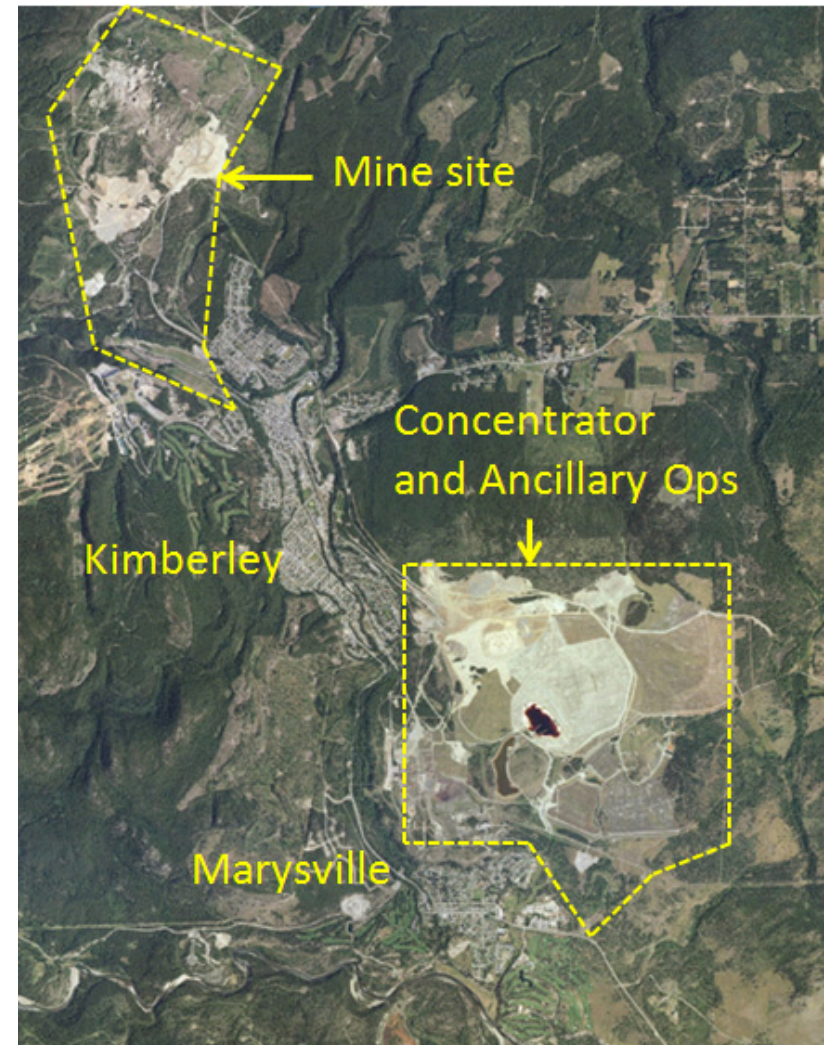 Mine site
Concentrator
and Ancillary Ops
Kimberley
Marysville